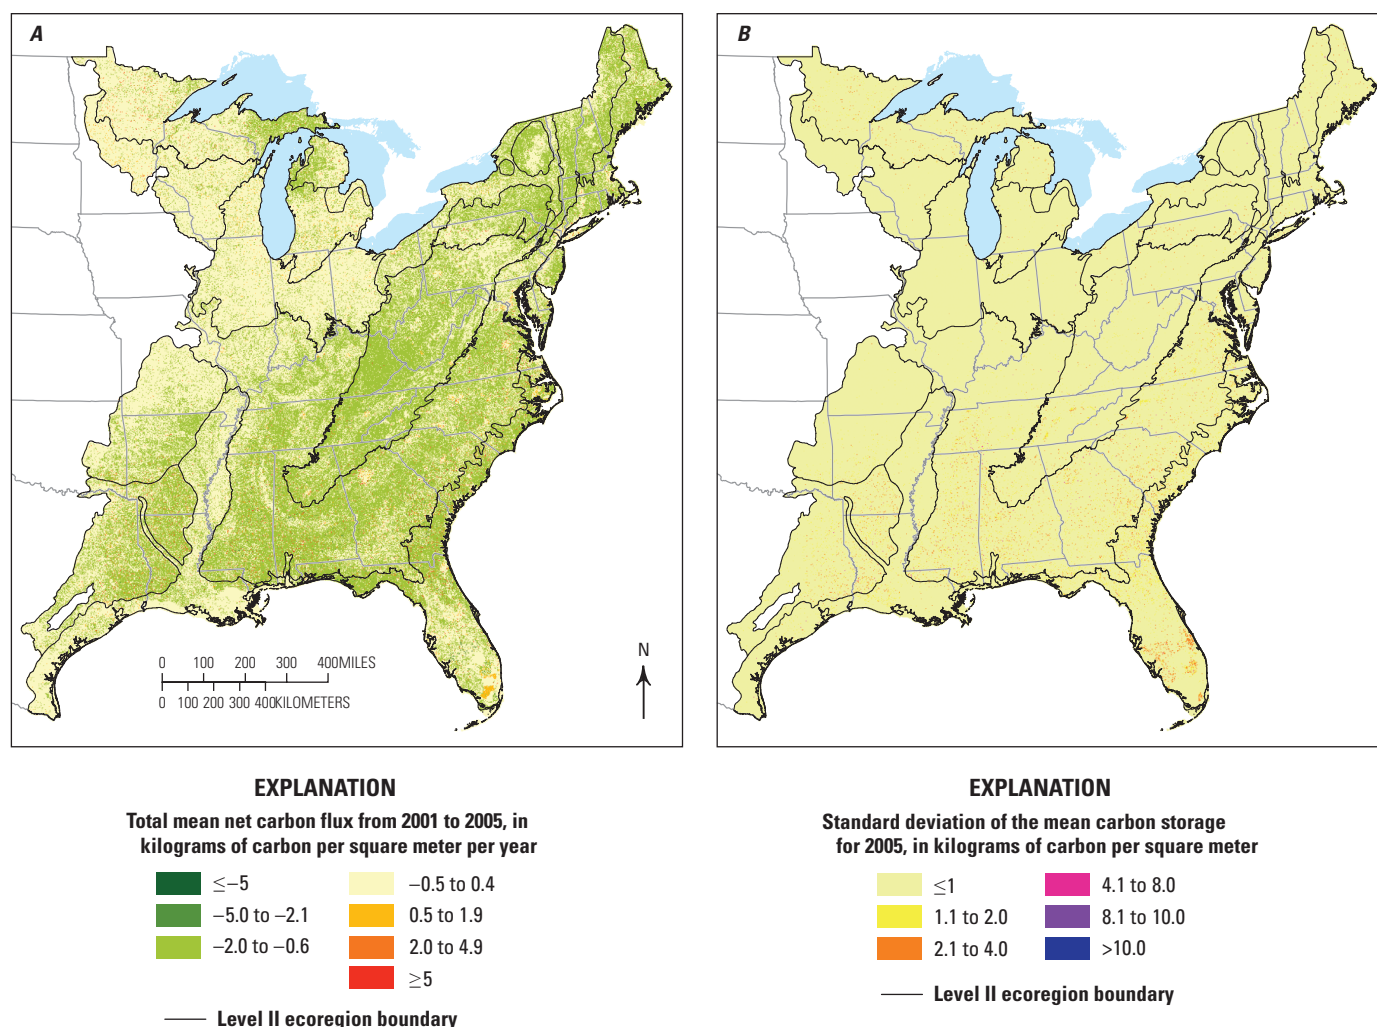 A
B
N
0 100 200 300 400MILES
0 100 200 300 400KILOMETERS
EXPLANATION
Total mean net carbon flux from 2001 to 2005, in
kilograms of carbon per square meter per year
≤–5
–5.0 to –2.1
–2.0 to –0.6
–0.5 to 0.4
0.5 to 1.9
2.0 to 4.9
≥5
Level II ecoregion boundary
EXPLANATION
Standard deviation of the mean carbon storage
for 2005, in kilograms of carbon per square meter
≤1
1.1 to 2.0
2.1 to 4.0
4.1 to 8.0
8.1 to 10.0
>10.0
Level II ecoregion boundary